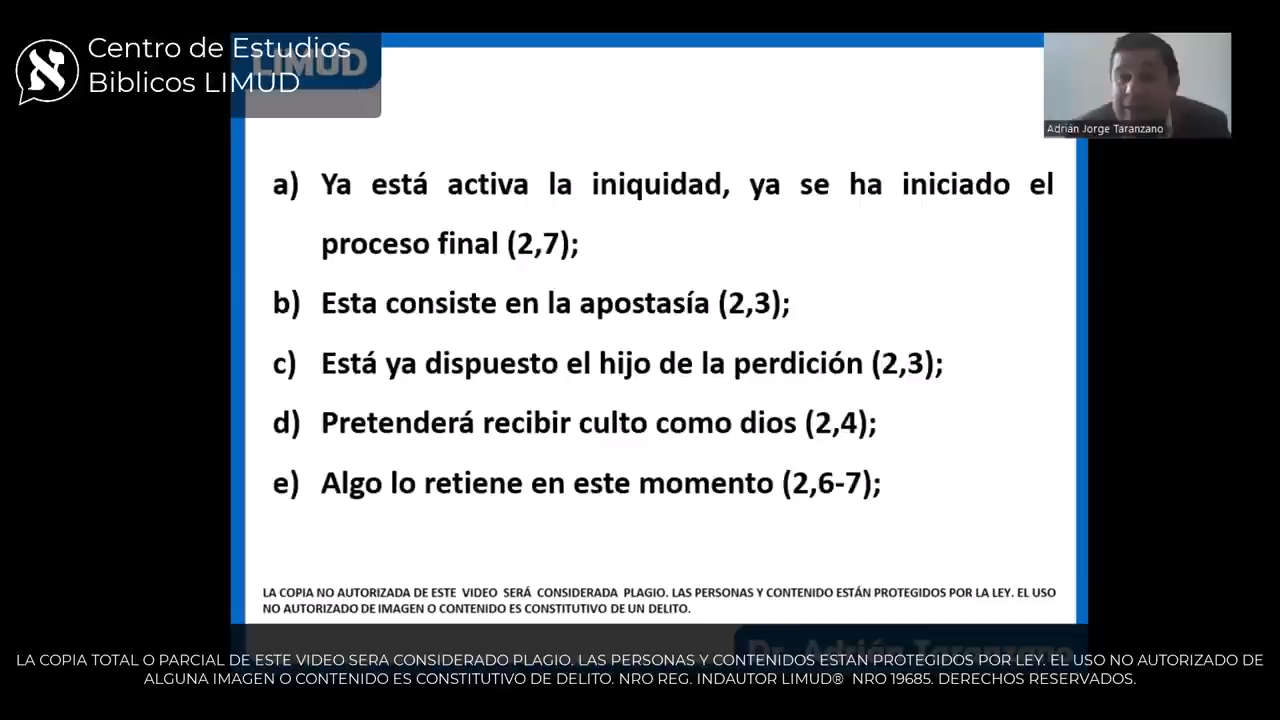 Centro de Estudios
Biblicos LIMUD
LIMUD
Adrián Jorge Taranzano
a) Ya está activa la iniquidad, ya se ha iniciado el
proceso final (2,7);
b) Esta consiste en la apostasía (2,3);
c) Está ya dispuesto el hijo de la perdición (2,3);
d) Pretenderá recibir culto como dios (2,4);
e) Algo lo retiene en este momento (2,6-7);
LA COPIA NO AUTORIZADA DE ESTE VIDEO SERÁ CONSIDERADA PLAGIO. LAS PERSONAS Y CONTENIDO ESTÁN PROTEGIDOS POR LA LEY. EL USO
NO AUTORIZADO DE IMAGEN O CONTENIDO ES CONSTITUTIVO DE UN DELITO.
Dr. Adrián Taranzano
LA COPIA TOTAL O PARCIAL DE ESTE VIDEO SERA CONSIDERADO PLAGIO. LAS PERSONAS Y CONTENIDOS ESTAN PROTEGIDOS POR LEY. EL USO NO AUTORIZADO DE
ALGUNA IMAGEN O CONTENIDO ES CONSTITUTIVO DE DELITO. NRO REG. INDAUTOR LIMUD® NRO 19685. DERECHOS RESERVADOS.